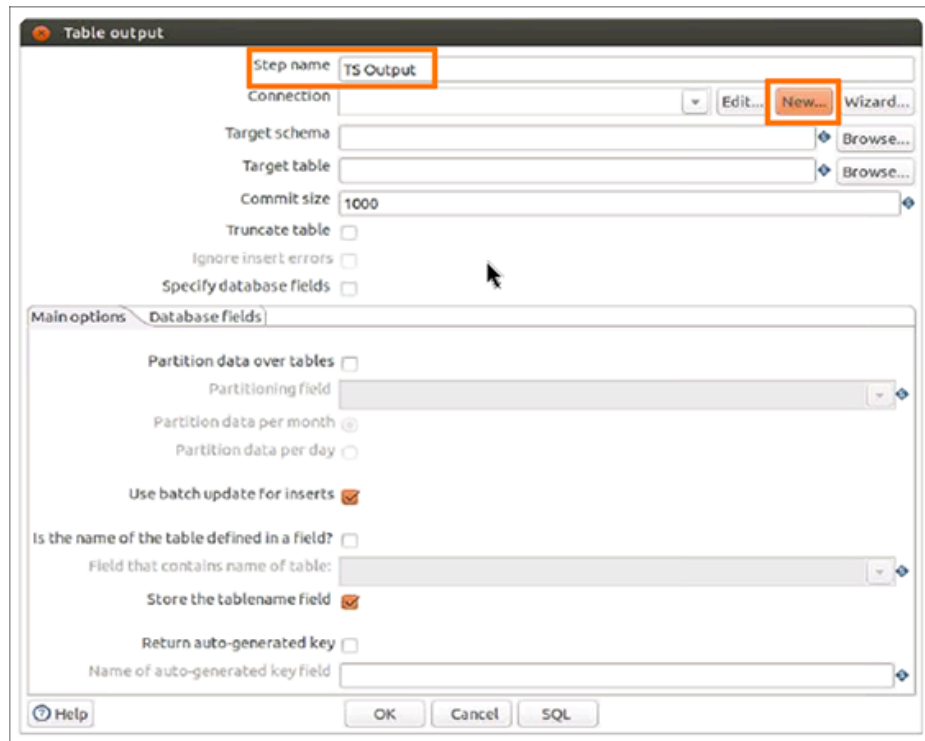 Table output
Step name TS Output
Connection Edit... New... Wizard...
Target schema Browse...
Target table Browse...
Commit size 1000
Truncate table
Ignore insert errors
Specify database fields
Main options Database fields
Partition data over tables
Partitioning field
Partition data per month
Partition data per day
Use batch update for inserts
Is the name of the table defined in a field?
Field that contains name of table:
Store the tablename field
Return auto-generated key
Name of auto-generated key field
Help OK Cancel SQL